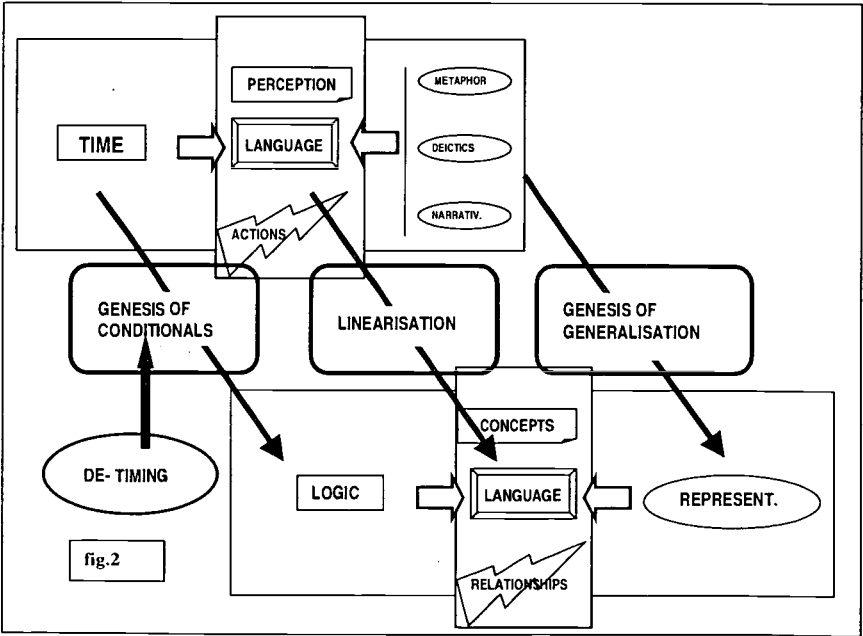 PERCEPTION
METAPHOR
TIME
LANGUAGE
DEICTICS
NARRATIV.
ACTIONS
GENESIS OF
CONDITIONALS
LINEARISATION
GENESIS OF
GENERALISATION
CONCEPTS
DE- TIMING
LOGIC
LANGUAGE
REPRESENT.
fig.2
RELATIONSHIPS